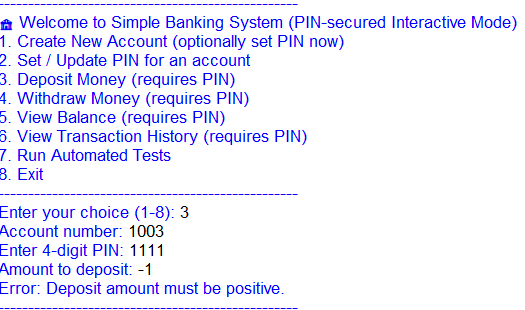 --------------------------------------------------
🏠 Welcome to Simple Banking System (PIN-secured Interactive Mode)
1. Create New Account (optionally set PIN now)
2. Set / Update PIN for an account
3. Deposit Money (requires PIN)
4. Withdraw Money (requires PIN)
5. View Balance (requires PIN)
6. View Transaction History (requires PIN)
7. Run Automated Tests
8. Exit
--------------------------------------------------
Enter your choice (1-8): 3
Account number: 1003
Enter 4-digit PIN: 1111
Amount to deposit: -1
Error: Deposit amount must be positive.
--------------------------------------------------